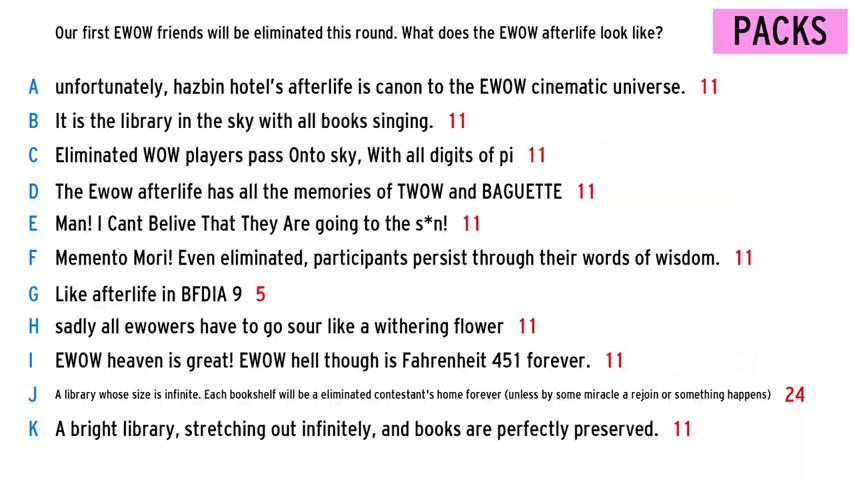 Our first EWOW friends will be eliminated this round. What does the EWOW afterlife look like?
PACKS
A unfortunately, hazbin hotel's afterlife is canon to the EWOW cinematic universe. 11
B It is the library in the sky with all books singing. 11
C Eliminated WOW players pass Onto sky, With all digits of pi 11
D The Ewow afterlife has all the memories of TWOW and BAGUETTE 11
E Man! I Cant Belive That They Are going to the s*n! 11
F Memento Mori! Even eliminated, participants persist through their words of wisdom. 11
G Like afterlife in BFDIA 9 5
H sadly all ewowers have to go sour like a withering flower 11
I EWOW heaven is great! EWOW hell though is Fahrenheit 451 forever. 11
J A library whose size is infinite. Each bookshelf will be a eliminated contestant's home forever (unless by some miracle a rejoin or something happens) 24
K A bright library, stretching out infinitely, and books are perfectly preserved. 11